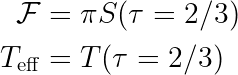 ℱ = πS(τ = 2/3)
T_eff = T(τ = 2/3)